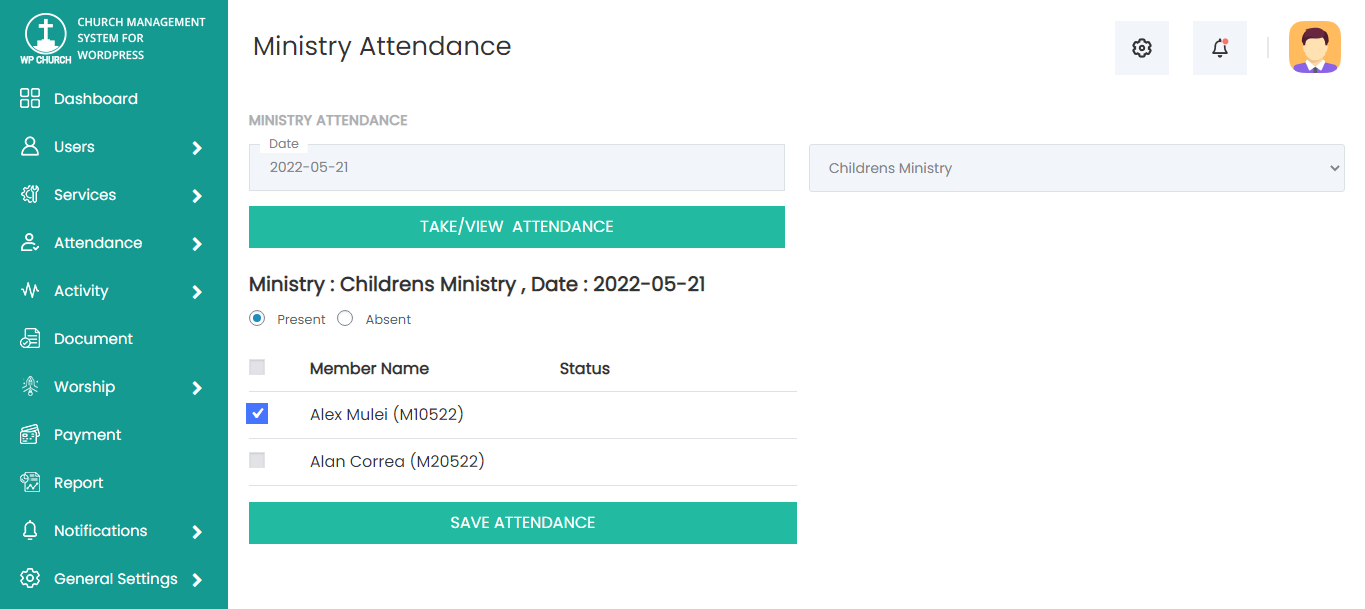 CHURCH MANAGEMENT
SYSTEM FOR
WORDPRESS
WP CHURCH
Dashboard
Users
Services
Attendance
Activity
Document
Worship
Payment
Report
Notifications
General Settings
Ministry Attendance
MINISTRY ATTENDANCE
Date
2022-05-21
Childrens Ministry
TAKE/VIEW ATTENDANCE
Ministry : Childrens Ministry , Date : 2022-05-21
Present Absent
Member Name Status
Alex Mulei (M10522)
Alan Correa (M20522)
SAVE ATTENDANCE